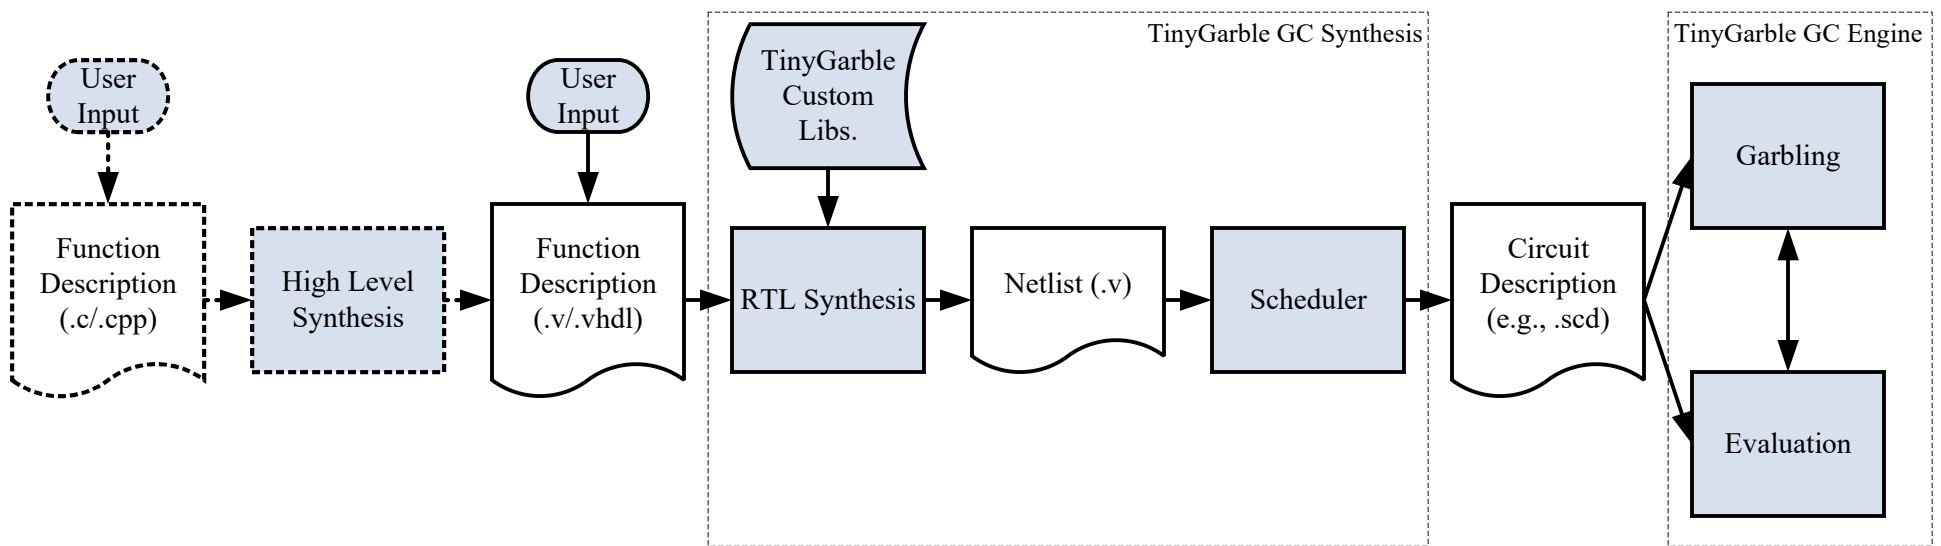 TinyGarble GC Synthesis
TinyGarble GC Engine
User
Input
User
Input
TinyGarble
Custom
Libs.
Garbling
Function
Description
(.c/.cpp)
High Level
Synthesis
Function
Description
(.v/.vhdl)
RTL Synthesis
Netlist (.v)
Scheduler
Circuit
Description
(e.g., .scd)
Evaluation